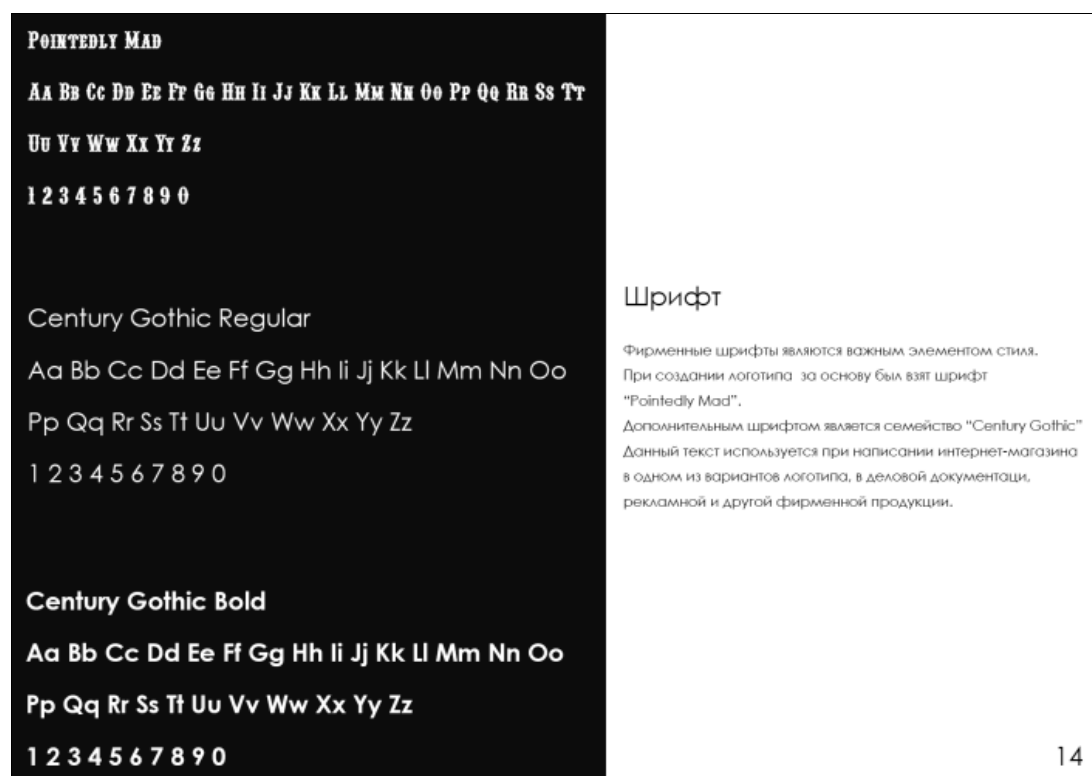 Pointedly Mad
Aa Bb Cc Dd Ee Ff Gg Hh Ii Jj Kk Ll Mm Nn Oo Pp Qq Rr Ss Tt
Uu Vv Ww Xx Yy Zz
1 2 3 4 5 6 7 8 9 0
Century Gothic Regular
Aa Bb Cc Dd Ee Ff Gg Hh Ii Jj Kk Ll Mm Nn Oo
Pp Qq Rr Ss Tt Uu Vv Ww Xx Yy Zz
1 2 3 4 5 6 7 8 9 0
Century Gothic Bold
Aa Bb Cc Dd Ee Ff Gg Hh Ii Jj Kk Ll Mm Nn Oo
Pp Qq Rr Ss Tt Uu Vv Ww Xx Yy Zz
1 2 3 4 5 6 7 8 9 0
Шрифт
Фирменные шрифты являются важным элементом стиля.
При создании логотипа за основу был взят шрифт
“Pointedly Mad”.
Дополнительным шрифтом является семейство “Century Gothic”
Данный текст используется при написании интернет-магазина
в одном из вариантов логотипа, в деловой документаци,
рекламной и другой фирменной продукции.
14